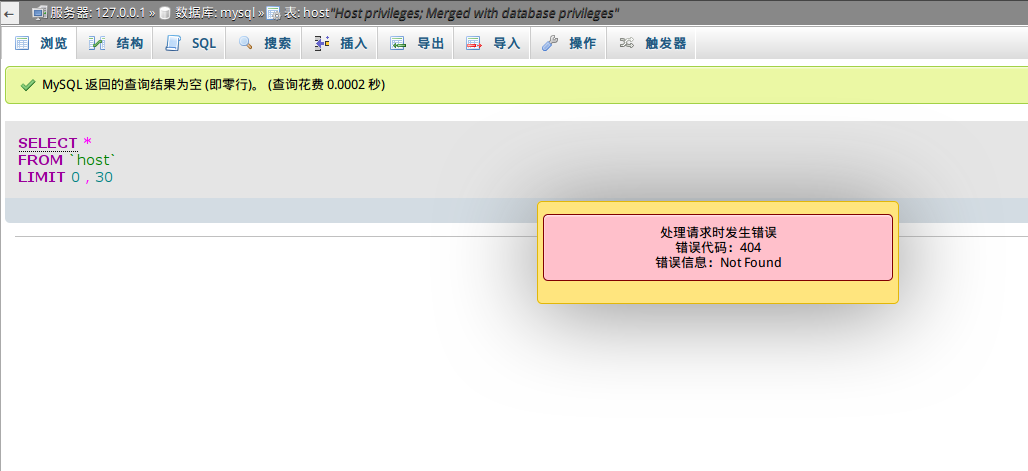 服务器: 127.0.0.1 » 数据库: mysql » 表: host "Host privileges; Merged with database privileges"
浏览 结构 SQL 搜索 插入 导出 导入 操作 触发器
MySQL 返回的查询结果为空 (即零行)。 (查询花费 0.0002 秒)
SELECT *
FROM `host`
LIMIT 0 , 30
处理请求时发生错误
错误代码：404
错误信息：Not Found